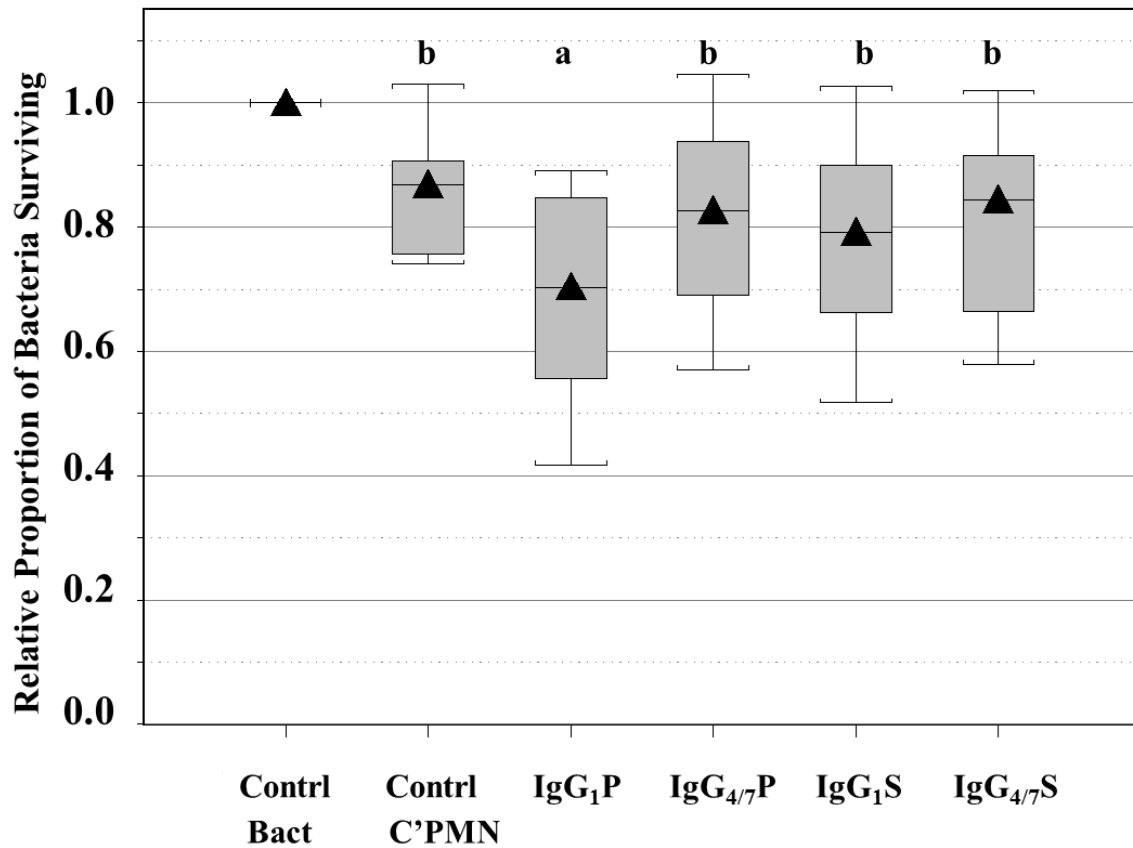 Relative Proportion of Bacteria Surviving
b a b b b
1.0
0.8
0.6
0.4
0.2
0.0
Contrl Contrl IgG₁P IgG₄/₇P IgG₁S IgG₄/₇S
Bact C’PMN